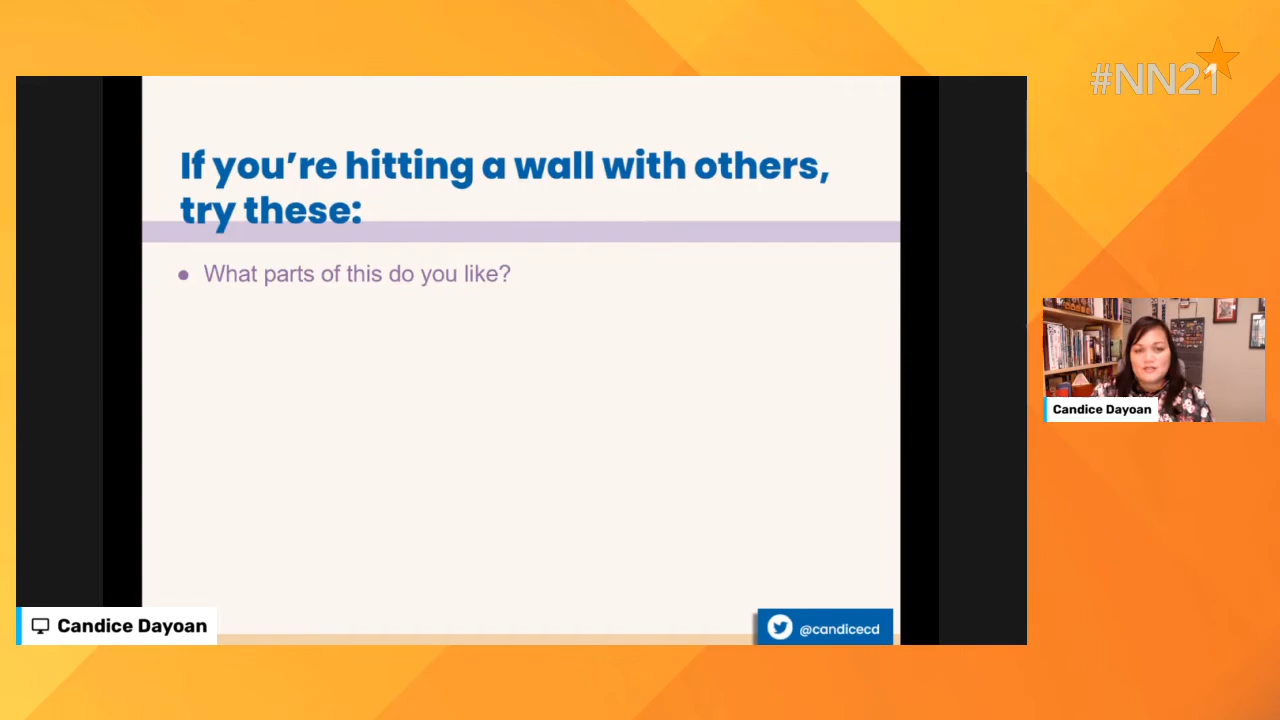 #NN21
If you’re hitting a wall with others,
try these:
● What parts of this do you like?
Candice Dayoan
Candice Dayoan
@candicecd